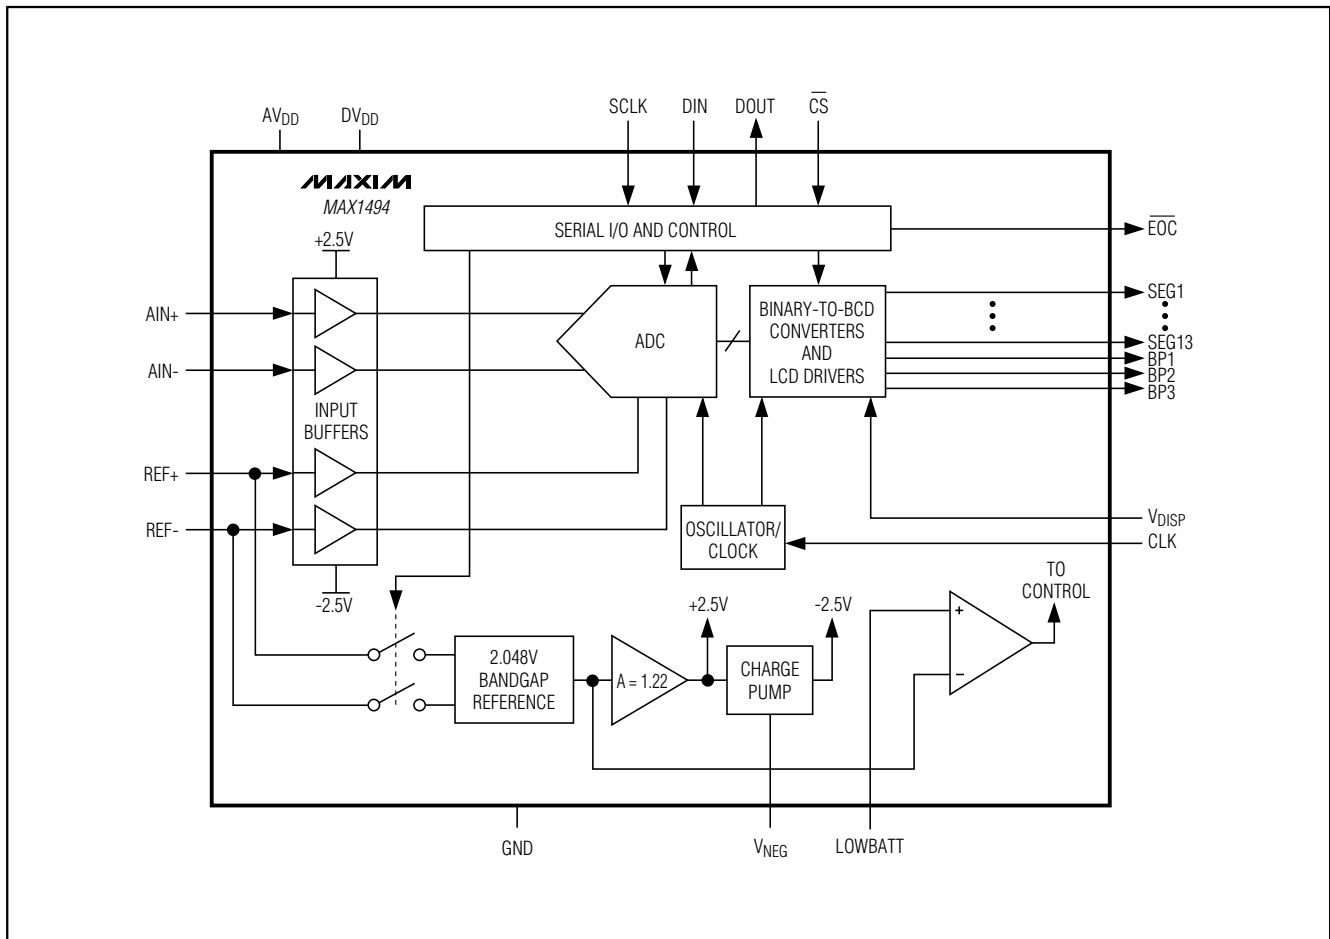 SCLK DIN DOUT C̅S̅
AVDD DVDD
MAXIM
MAX1494
+2.5V
SERIAL I/O AND CONTROL
E̅O̅C̅
AIN+
AIN-
INPUT
BUFFERS
REF+
REF-
-2.5V
ADC
BINARY-TO-BCD
CONVERTERS
AND
LCD DRIVERS
SEG1
SEG13
BP1
BP2
BP3
OSCILLATOR/
CLOCK
VDISP
CLK
TO
CONTROL
2.048V
BANDGAP
REFERENCE
A = 1.22
+2.5V
CHARGE
PUMP
-2.5V
+
−
GND
VNEG
LOWBATT